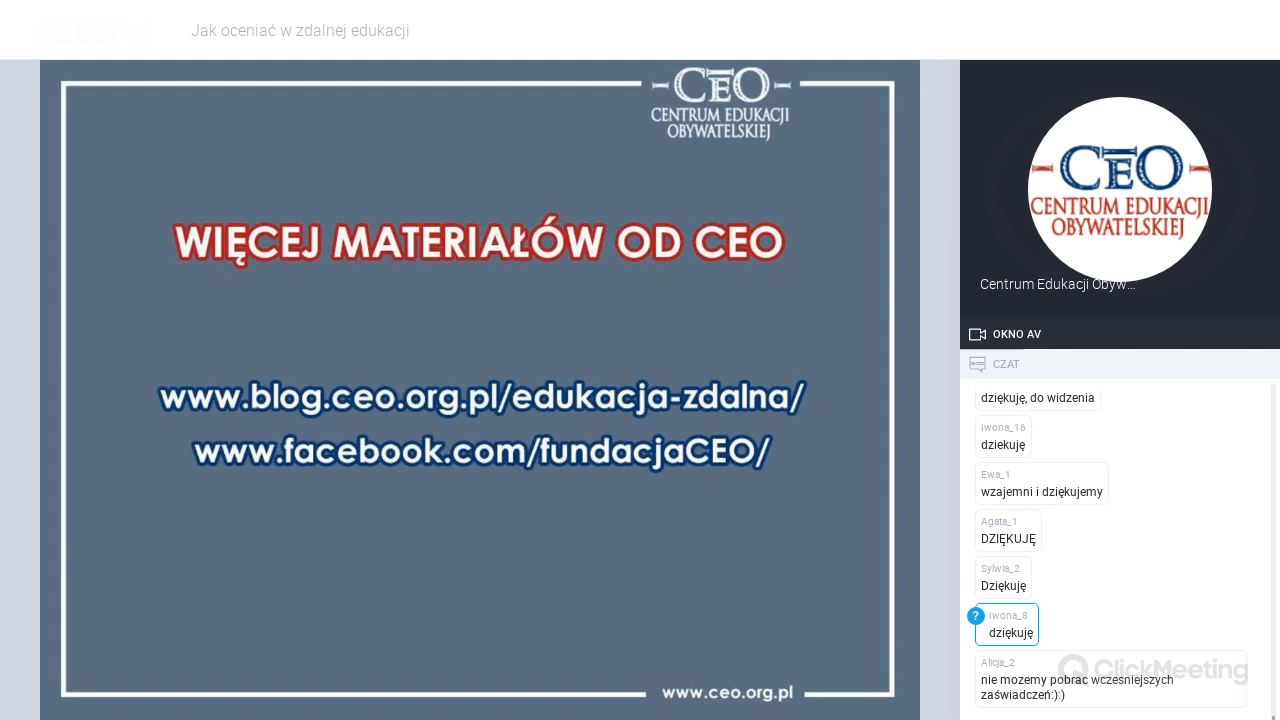 Jak oceniać w zdalnej edukacji
CEO
CENTRUM EDUKACJI
OBYWATELSKIEJ
WIĘCEJ MATERIAŁÓW OD CEO
www.blog.ceo.org.pl/edukacja-zdalna/
www.facebook.com/fundacjaCEO/
www.ceo.org.pl
CEO
CENTRUM EDUKACJI
OBYWATELSKIEJ
Centrum Edukacji Obyw...
OKNO AV
CZAT
dziękuję, do widzenia
Iwona_16
dziekuję
Ewa_1
wzajemni i dziękujemy
Agata_1
DZIĘKUJĘ
Sylwia_2
Dziękuję
?
Iwona_8
dziękuję
Alicja_2
nie mozemy pobrac wczesniejszych
zaświadczeń:):)
ClickMeeting